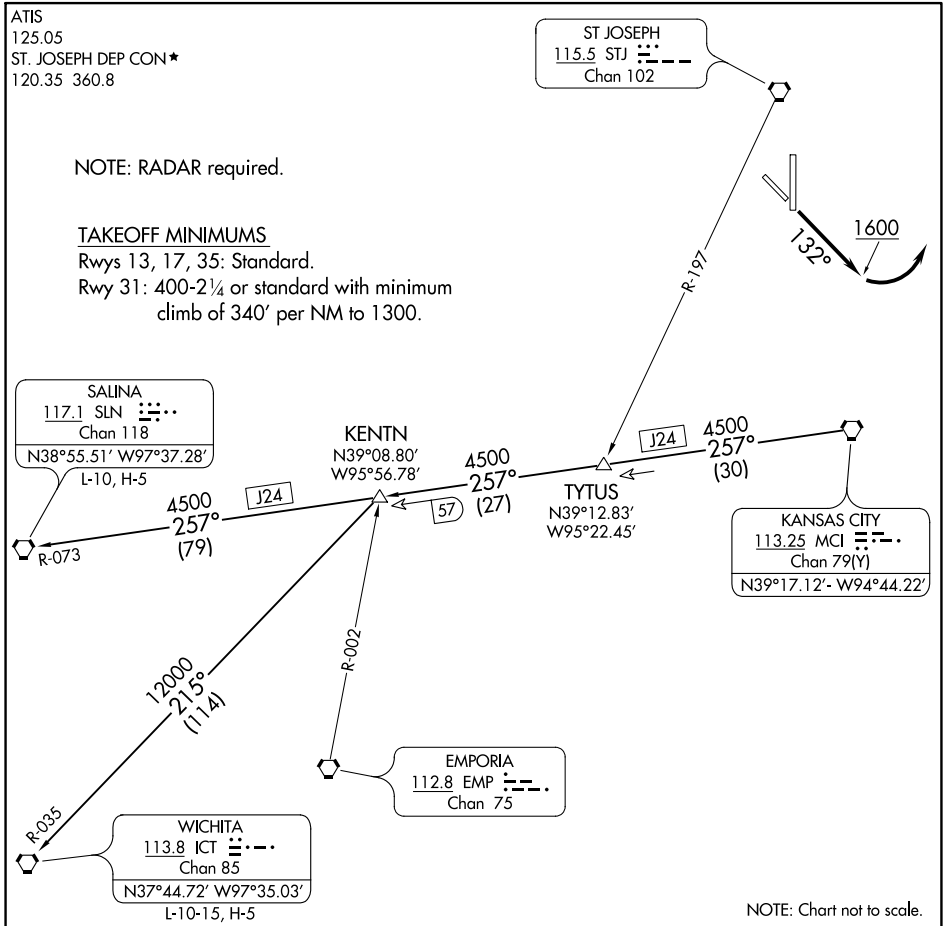 ATIS
125.05
ST. JOSEPH DEP CON★
120.35 360.8
ST JOSEPH
115.5 STJ
Chan 102
NOTE: RADAR required.
TAKEOFF MINIMUMS
Rwys 13, 17, 35: Standard.
Rwy 31: 400-2¼ or standard with minimum
climb of 340' per NM to 1300.
1600
132°
R-197
SALINA
117.1 SLN
Chan 118
N38°55.51' W97°37.28'
L-10, H-5
KENTN
N39°08.80'
W95°56.78'
4500
J24
257°
(30)
4500
257°
(27)
57
TYTUS
N39°12.83'
W95°22.45'
4500
J24
257°
(79)
R-073
KANSAS CITY
113.25 MCI
Chan 79(Y)
N39°17.12'- W94°44.22'
R-002
12000
215°
(114)
EMPORIA
112.8 EMP
Chan 75
R-035
WICHITA
113.8 ICT
Chan 85
N37°44.72' W97°35.03'
L-10-15, H-5
NOTE: Chart not to scale.